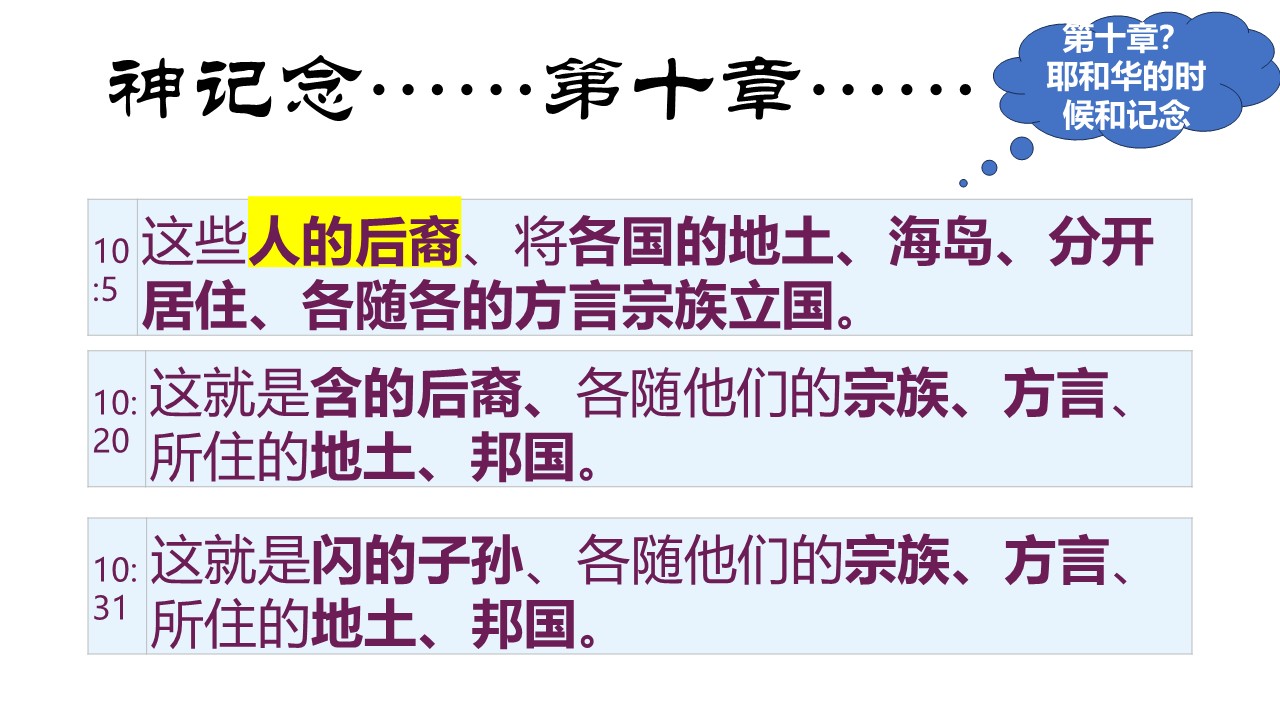 神记念……第十章……
第十章?
耶和华的时
候和记念
10
:5
这些人的后裔、将各国的地土、海岛、分开
居住、各随各的方言宗族立国。
10:
20
这就是含的后裔、各随他们的宗族、方言、
所住的地土、邦国。
10:
31
这就是闪的子孙、各随他们的宗族、方言、
所住的地土、邦国。